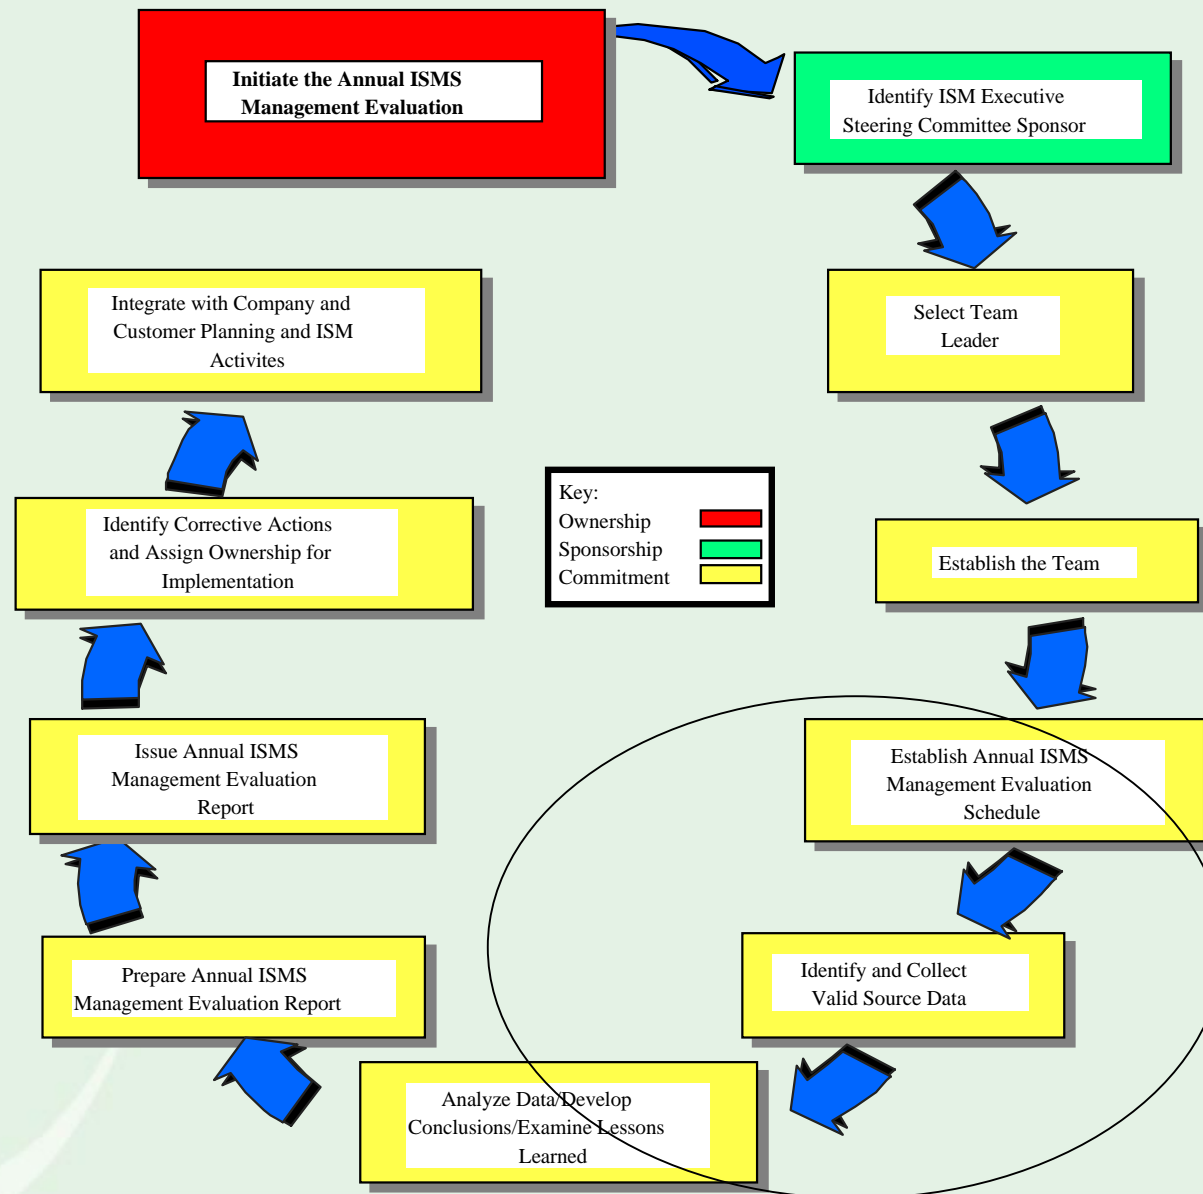 Initiate the Annual ISMS
Management Evaluation
Identify ISM Executive
Steering Committee Sponsor
Select Team
Leader
Establish the Team
Establish Annual ISMS
Management Evaluation
Schedule
Identify and Collect
Valid Source Data
Analyze Data/Develop
Conclusions/Examine Lessons
Learned
Prepare Annual ISMS
Management Evaluation Report
Issue Annual ISMS
Management Evaluation
Report
Identify Corrective Actions
and Assign Ownership for
Implementation
Integrate with Company and
Customer Planning and ISM
Activites
Key:
Ownership
Sponsorship
Commitment